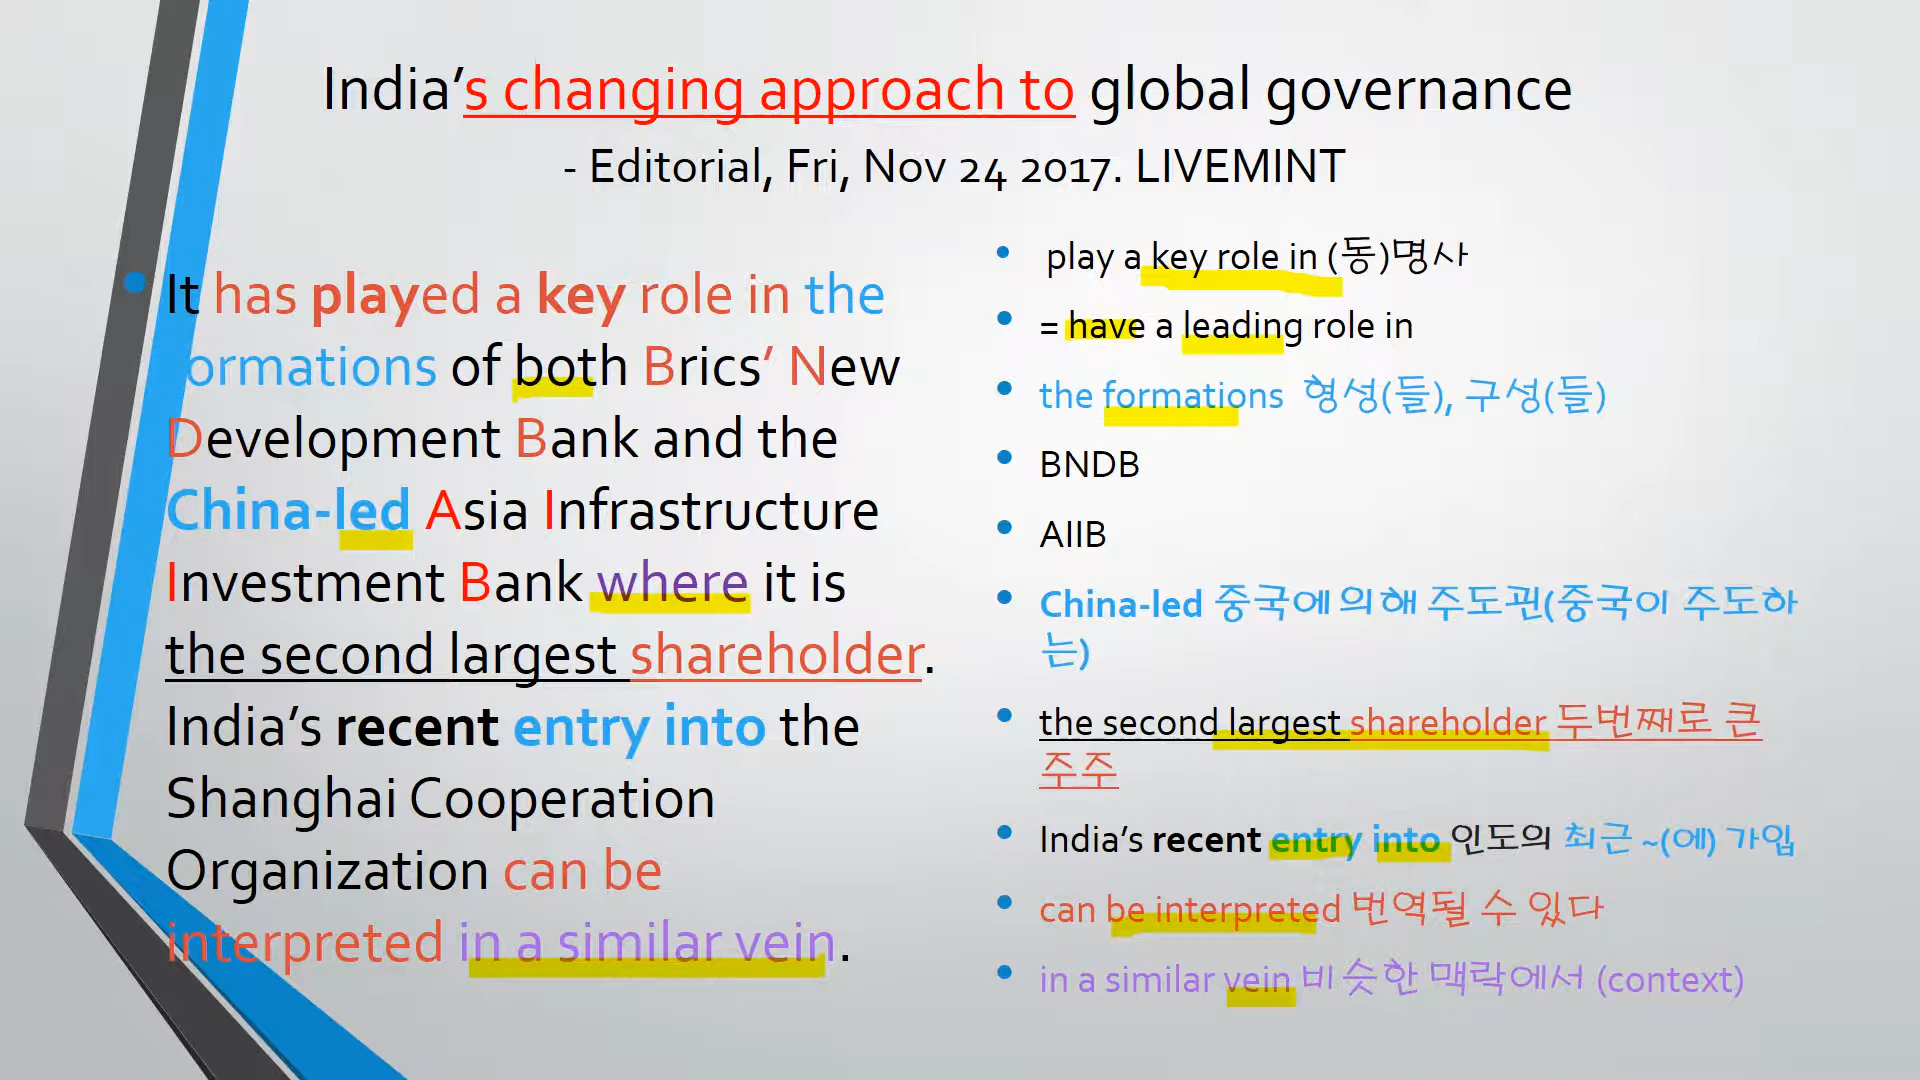 India’s changing approach to global governance
- Editorial, Fri, Nov 24 2017. LIVEMINT
It has played a key role in the
formations of both Brics’ New
Development Bank and the
China-led Asia Infrastructure
Investment Bank where it is
the second largest shareholder.
India’s recent entry into the
Shanghai Cooperation
Organization can be
interpreted in a similar vein.
play a key role in (동)명사
= have a leading role in
the formations 형성(들), 구성(들)
BNDB
AIIB
China-led 중국에의해 주도권(중국이 주도하
는)
the second largest shareholder 두번째로 큰
주주
India’s recent entry into 인도의 최근 ~(에) 가입
can be interpreted 번역될 수 있다
in a similar vein 비슷한 맥락에서 (context)